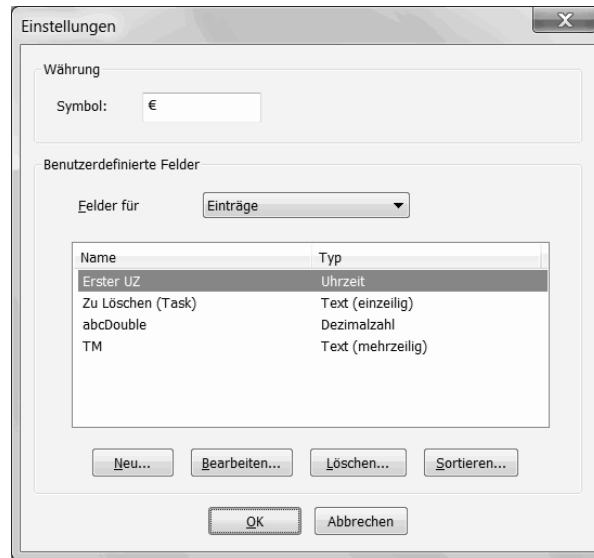 Einstellungen
Währung
Symbol: €
Benutzerdefinierte Felder
Felder für Einträge
Name Typ
Erster UZ Uhrzeit
Zu Löschen (Task) Text (einzeilig)
abcDouble Dezimalzahl
TM Text (mehrzeilig)
Neu... Bearbeiten... Löschen... Sortieren...
OK Abbrechen